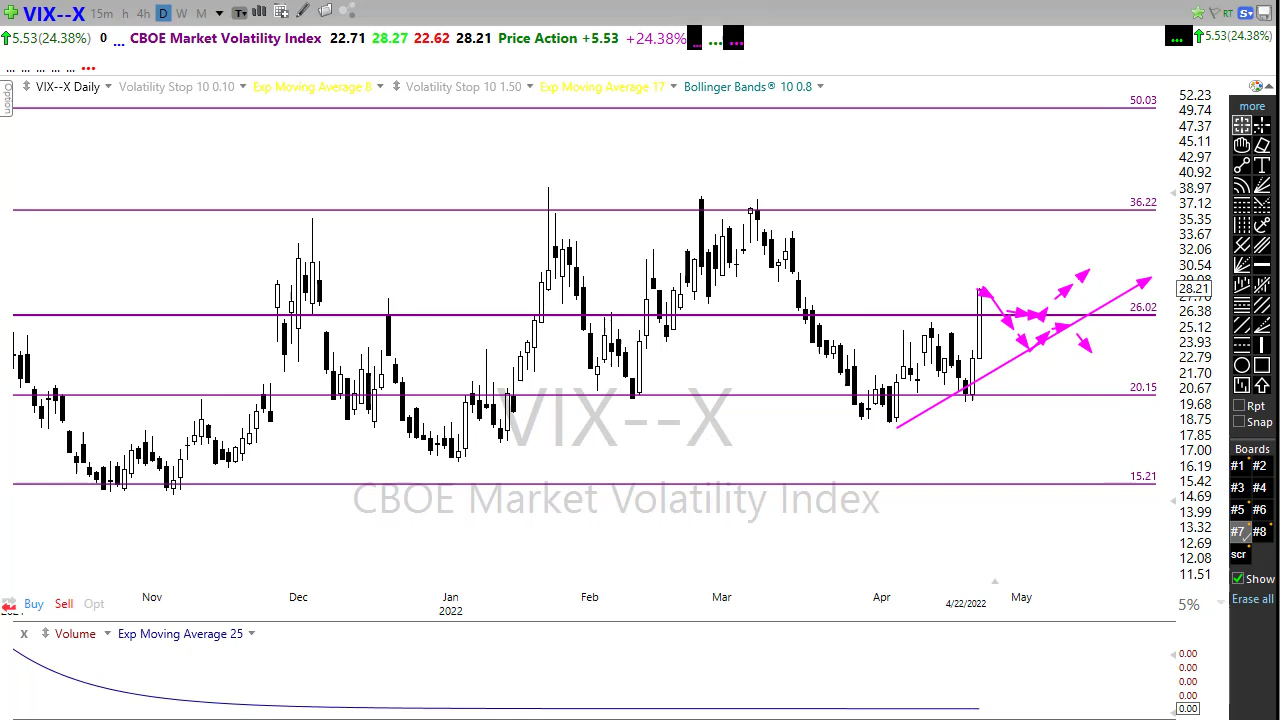 VIX--X 15m h 4h D W M T RT S
5.53(24.38%) 0 ... CBOE Market Volatility Index 22.71 28.27 22.62 28.21 Price Action +5.53 +24.38% ... ... ... ... 5.53(24.38%)
... ... ... ... ... ...
Option
VIX--X Daily Volatility Stop 10 0.10 Exp Moving Average 8 Volatility Stop 10 1.50 Exp Moving Average 17 Bollinger Bands® 10 0.8
50.03
36.22
26.02
20.15
15.21
52.23
49.74
47.37
45.11
42.97
40.92
38.97
37.12
35.35
33.67
32.06
30.54
28.21
26.38
25.12
23.93
22.79
21.70
20.67
19.68
18.75
17.85
17.00
16.19
15.42
14.69
13.99
13.32
12.69
12.08
11.51
VIX--X
CBOE Market Volatility Index
Nov Dec Jan Feb Mar Apr May
2022 4/22/2022
Buy Sell Opt
5%
X Volume Exp Moving Average 25
0.00
0.00
0.00
0.00
0.00
more
Rpt
Snap
Boards
#1 #2
#3 #4
#5 #6
#7 #8
scr
Show
Erase all